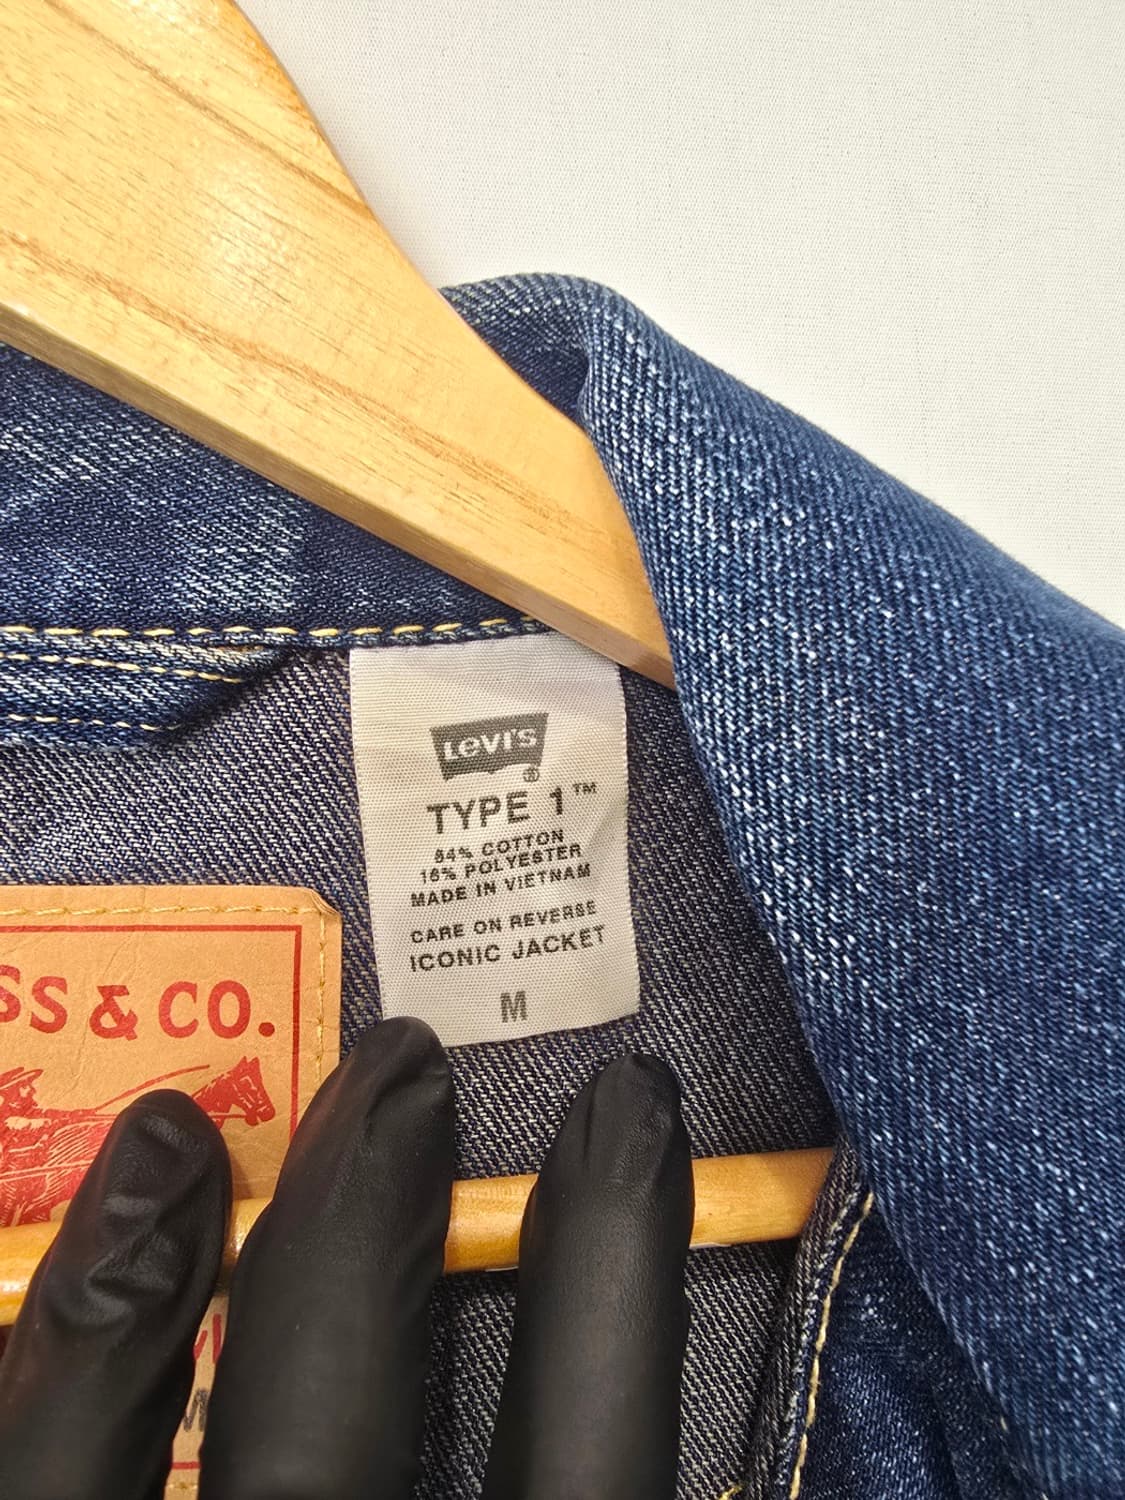 LEVI'S
®
TYPE 1™
84% COTTON
16% POLYESTER
MADE IN VIETNAM
CARE ON REVERSE
ICONIC JACKET
M
SS & CO.